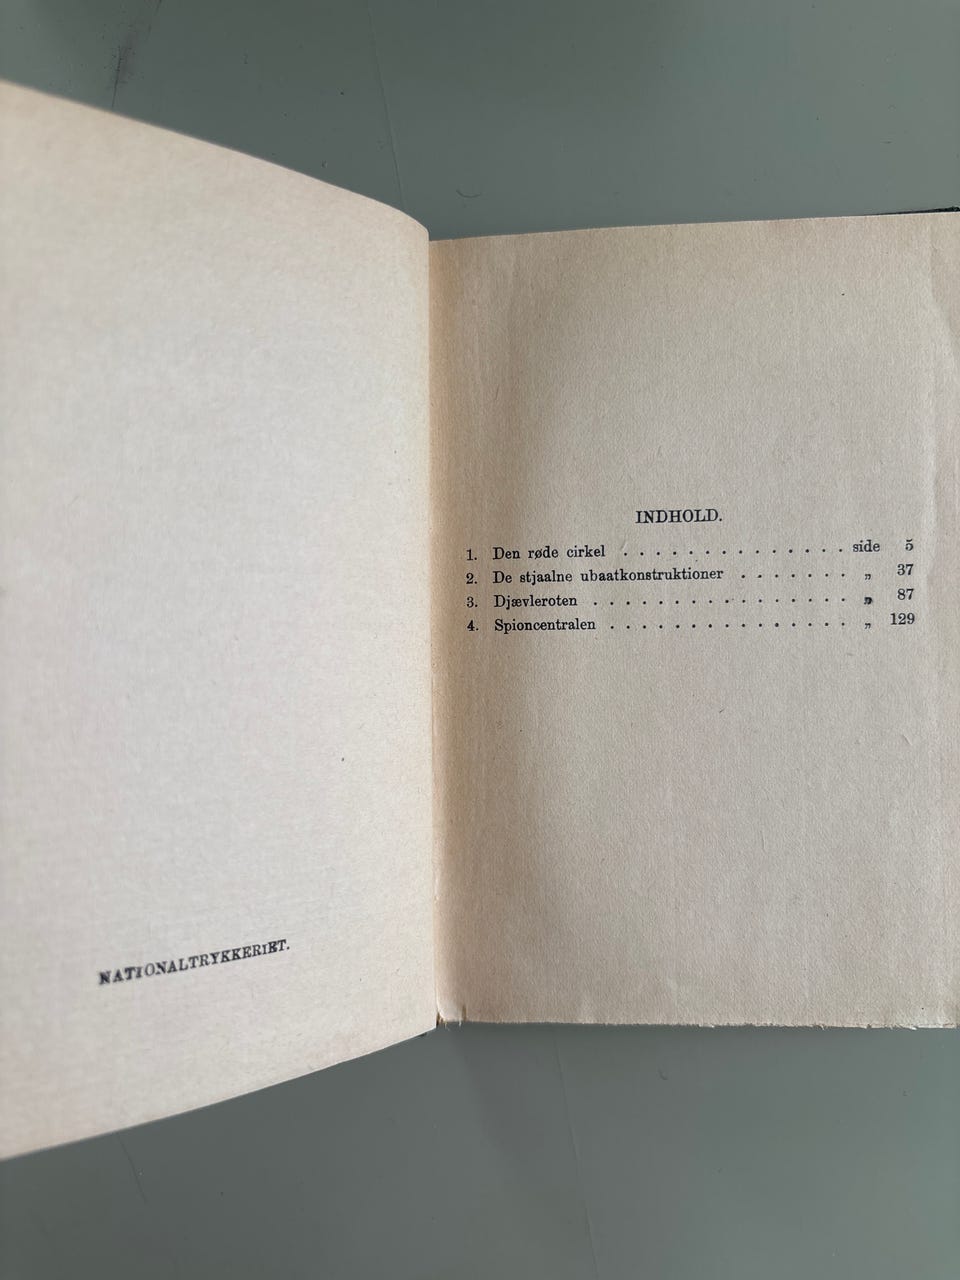 NATIONALTRYKKERIET.
INDHOLD.
1. Den røde cirkel . . . . . . . . . . . . . . side 5
2. De stjaalne ubaatkonstruktioner . . . . . . . „ 37
3. Djævleroten . . . . . . . . . . . . . . . . „ 87
4. Spioncentralen . . . . . . . . . . . . . . . „ 129